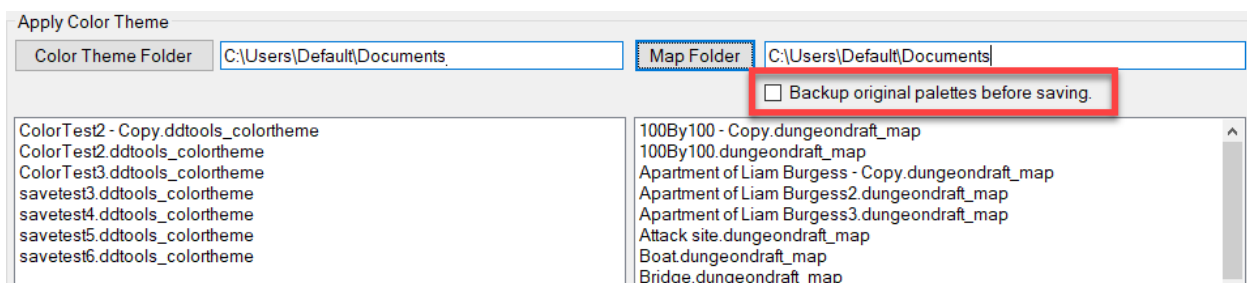 Apply Color Theme
Color Theme Folder C:\Users\Default\Documents Map Folder C:\Users\Default\Documents
Backup original palettes before saving.
ColorTest2 - Copy.ddtools_colortheme
ColorTest2.ddtools_colortheme
ColorTest3.ddtools_colortheme
savetest3.ddtools_colortheme
savetest4.ddtools_colortheme
savetest5.ddtools_colortheme
savetest6.ddtools_colortheme
100By100 - Copy.dungeondraft_map
100By100.dungeondraft_map
Apartment of Liam Burgess - Copy.dungeondraft_map
Apartment of Liam Burgess2.dungeondraft_map
Apartment of Liam Burgess3.dungeondraft_map
Attack site.dungeondraft_map
Boat.dungeondraft_map
Bridge.dungeondraft_map